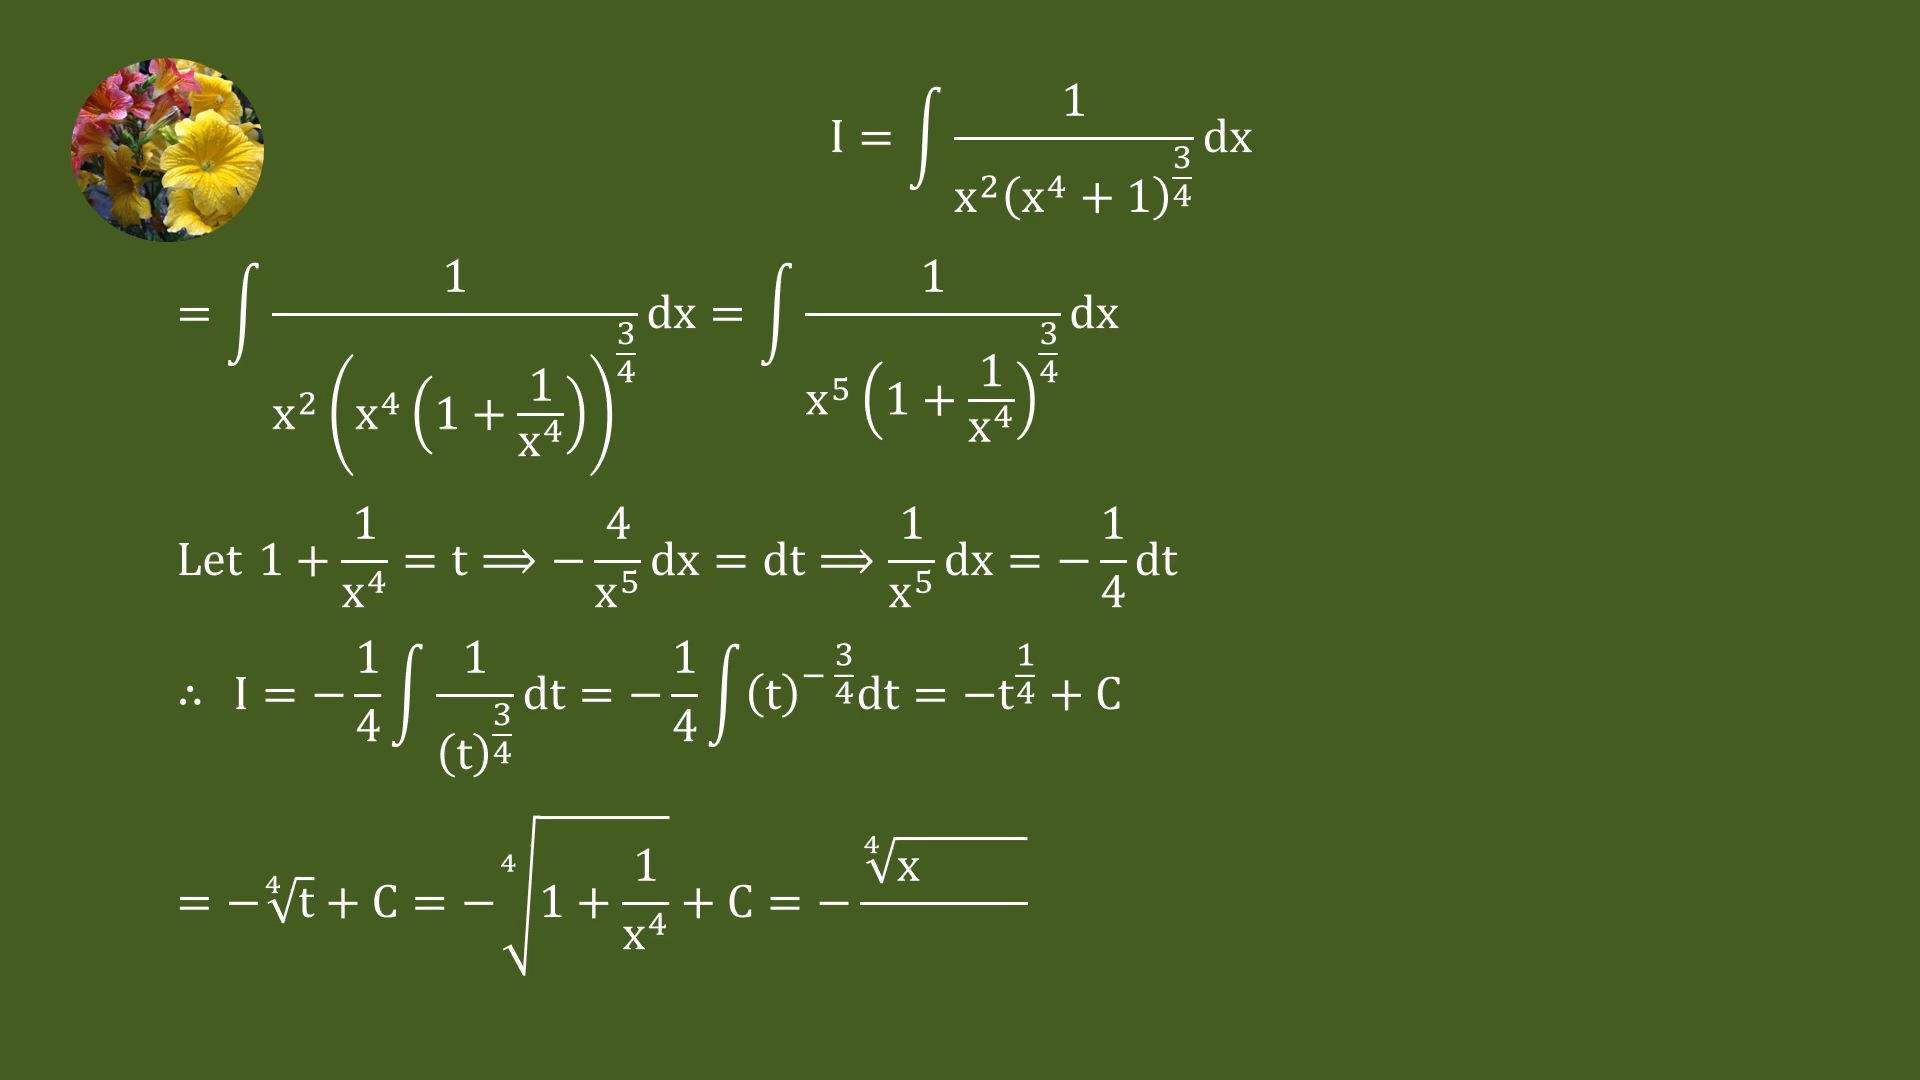 I = ∫ 1/(x²(x⁴ + 1)^(3/4)) dx
= ∫ 1/(x²(x⁴(1 + 1/x⁴))^(3/4)) dx = ∫ 1/(x⁵(1 + 1/x⁴)^(3/4)) dx
Let 1 + 1/x⁴ = t ⟹ −4/x⁵ dx = dt ⟹ 1/x⁵ dx = −1/4 dt
∴ I = −1/4 ∫ 1/(t)^(3/4) dt = −1/4 ∫ (t)^(−3/4) dt = −t^(1/4) + C
= −∜t + C = −∜(1 + 1/x⁴) + C = −∜x/